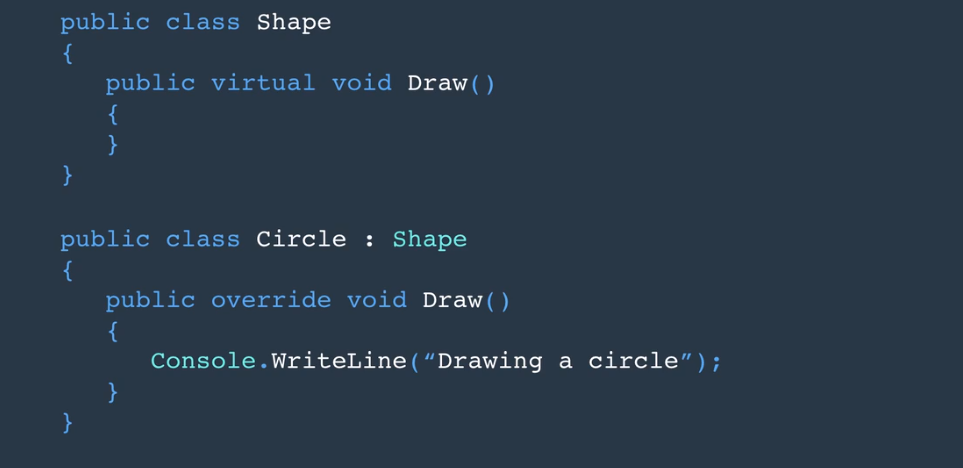 public class Shape
{
public virtual void Draw()
{
}
}
public class Circle : Shape
{
public override void Draw()
{
Console.WriteLine(“Drawing a circle”);
}
}